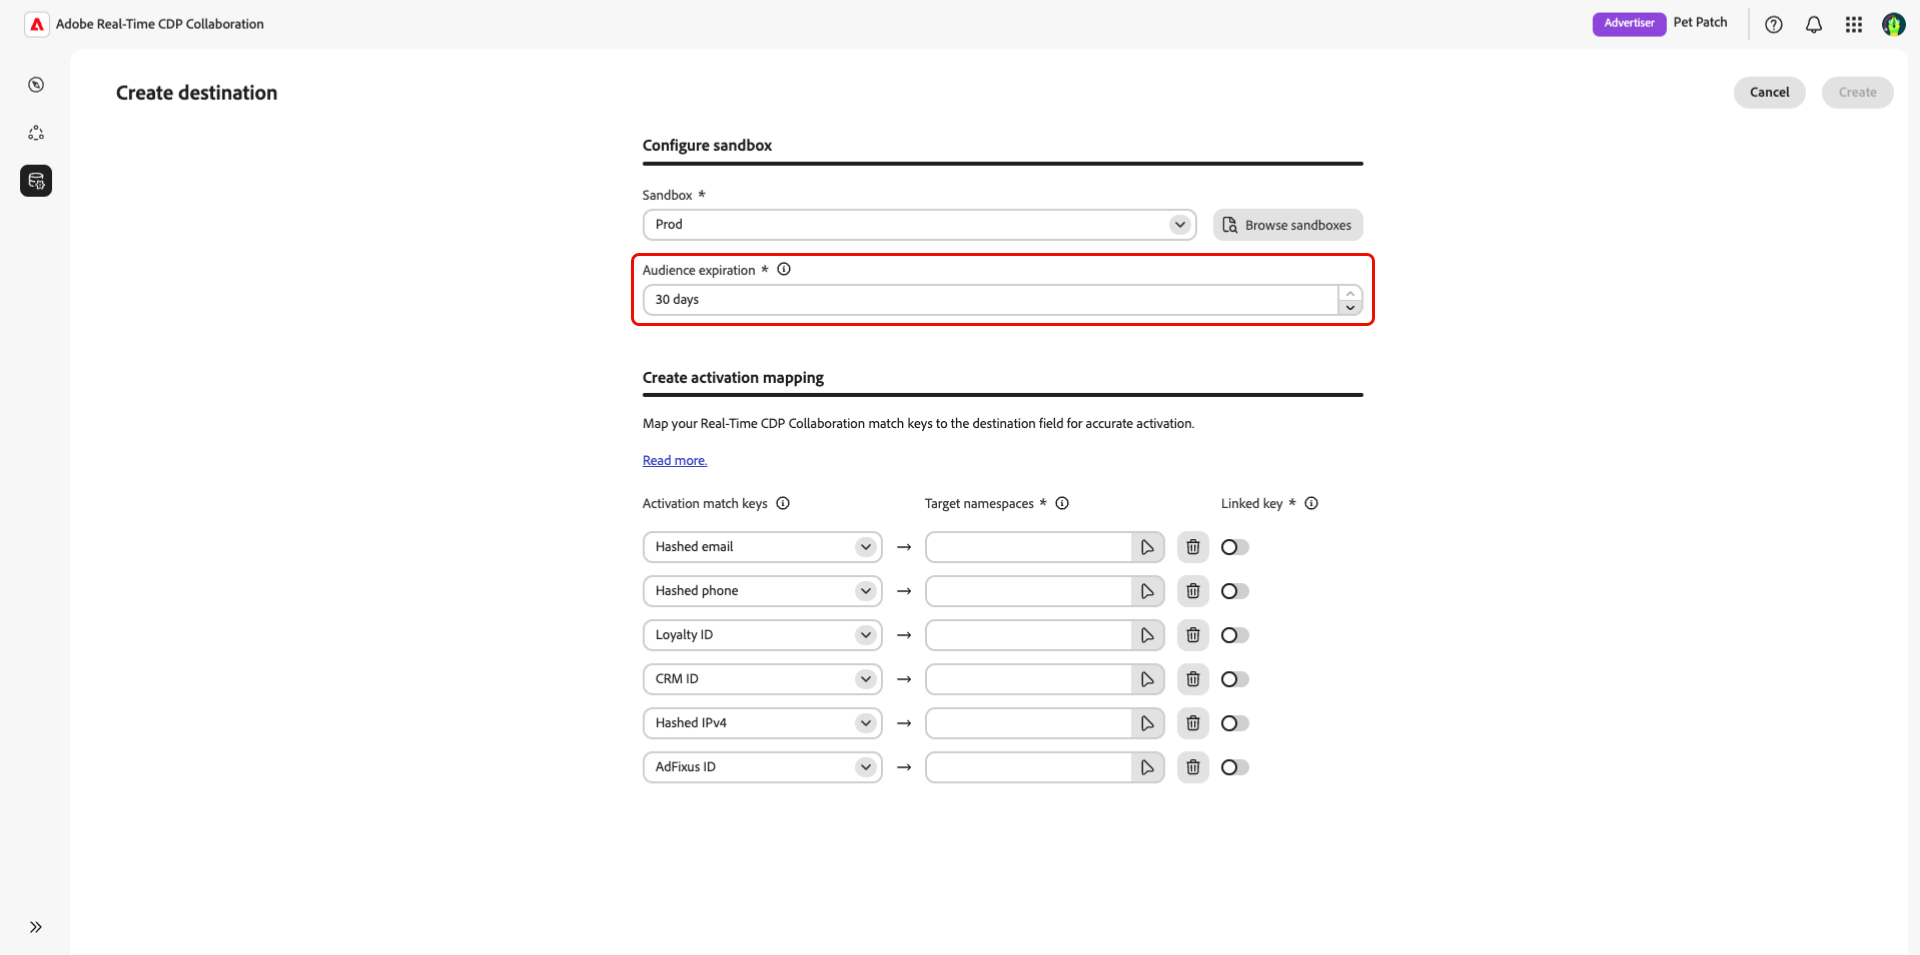 Adobe Real-Time CDP Collaboration
Advertiser
Pet Patch
Create destination
Cancel
Create
Configure sandbox
Sandbox *
Prod
Browse sandboxes
Audience expiration *
30 days
Create activation mapping
Map your Real-Time CDP Collaboration match keys to the destination field for accurate activation.
Read more.
Activation match keys
Target namespaces *
Linked key *
Hashed email
Hashed phone
Loyalty ID
CRM ID
Hashed IPv4
AdFixus ID